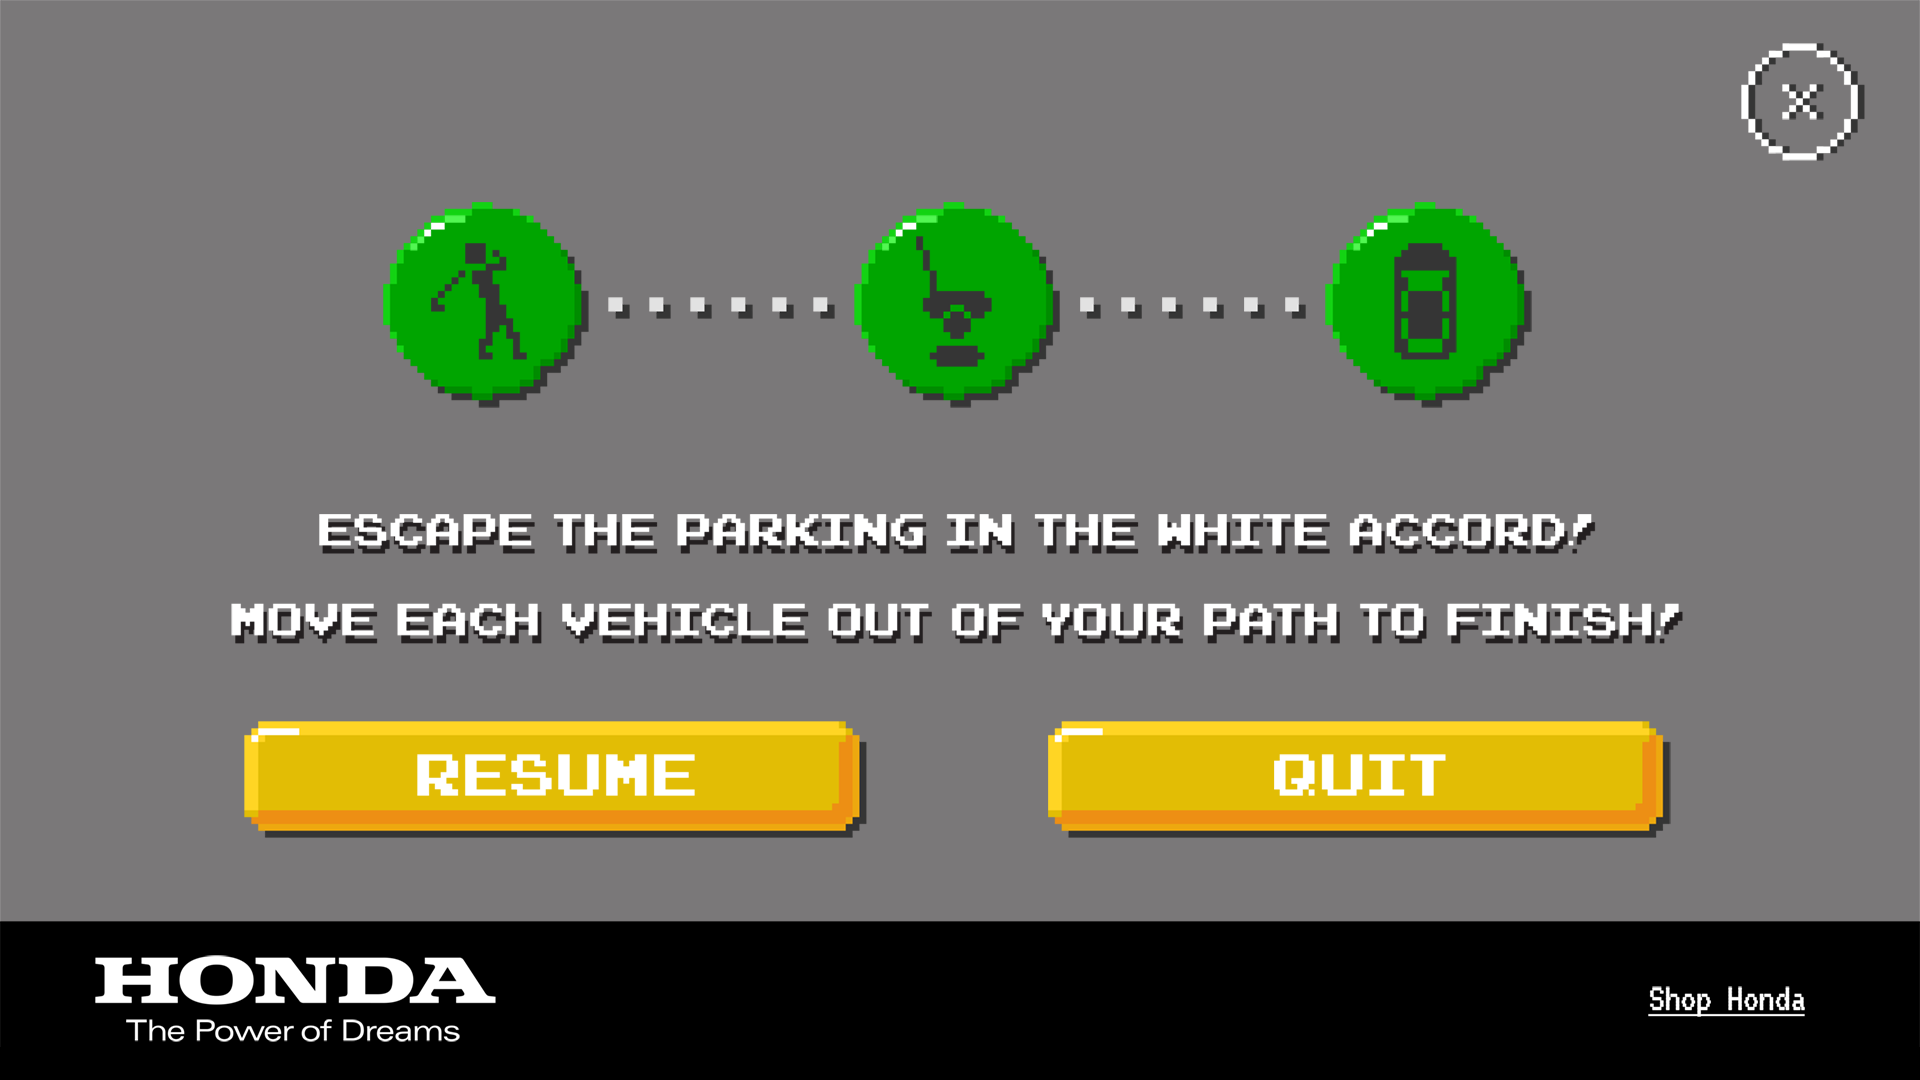 ESCAPE THE PARKING IN THE WHITE ACCORD!
MOVE EACH VEHICLE OUT OF YOUR PATH TO FINISH!
RESUME
QUIT
HONDA
The Power of Dreams
Shop Honda